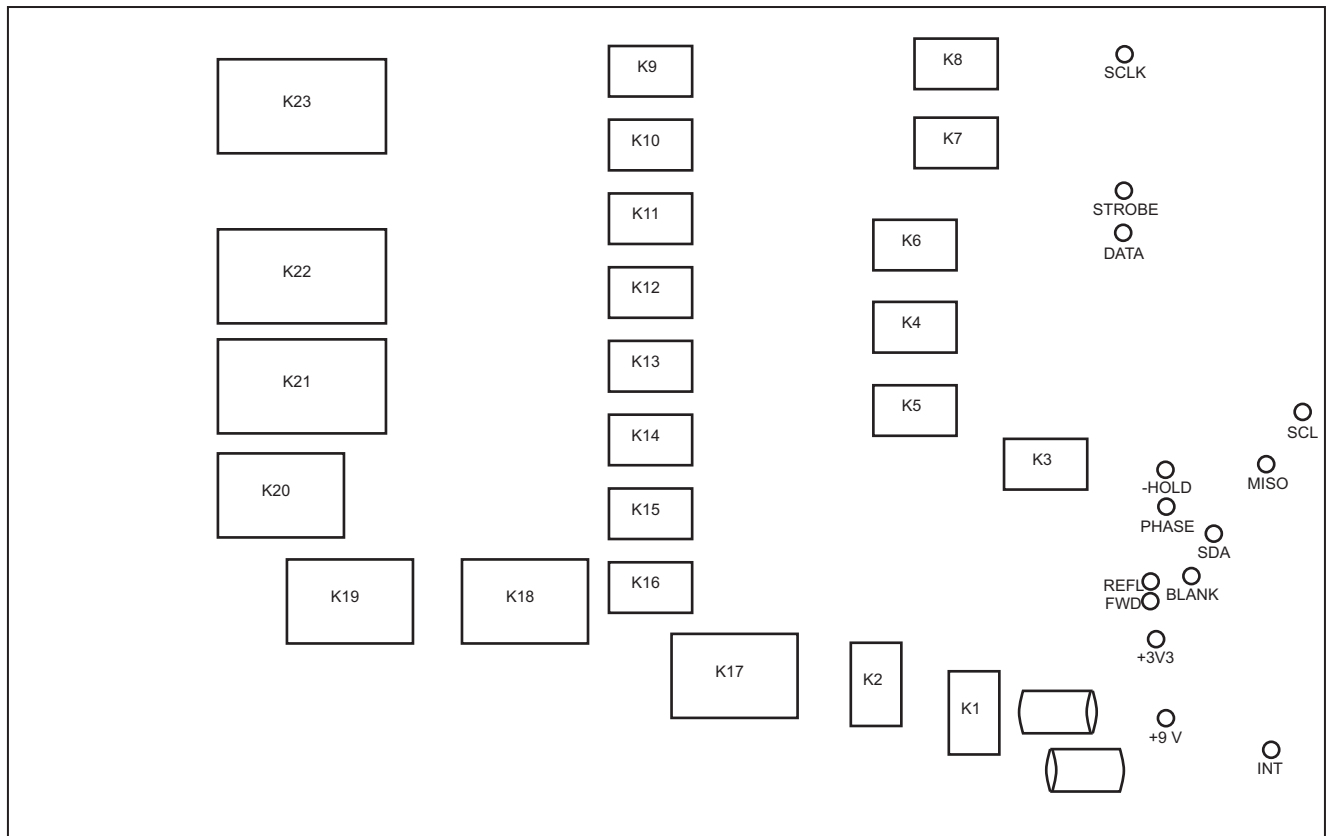 K9
K8
SCLK
K23
K10
K7
K11
STROBE
K6
DATA
K22
K12
K4
K13
K21
K5
SCL
K14
K3
-HOLD
MISO
K20
K15
PHASE
SDA
K16
REFL
BLANK
FWD
K19
K18
+3V3
K17
K2
K1
+9 V
INT